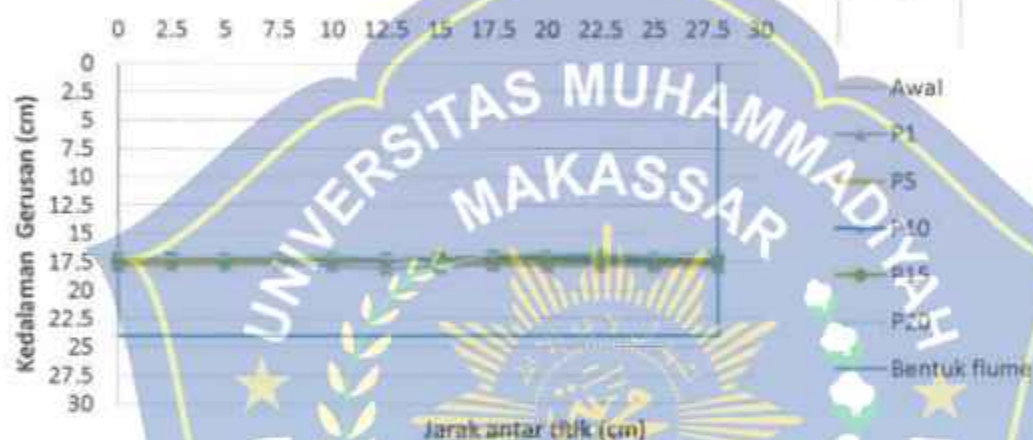 0 2.5 5 7.5 10 12.5 15 17.5 20 22.5 25 27.5 30
0
2.5
5
7.5
10
12.5
15
17.5
20
22.5
25
27.5
30
Kedalaman Gerusan (cm)
Jarak antar titik (cm)
Awal
P1
P5
P10
P15
P20
Bentuk flume
UNIVERSITAS MUHAMMADIYAH
MAKASSAR